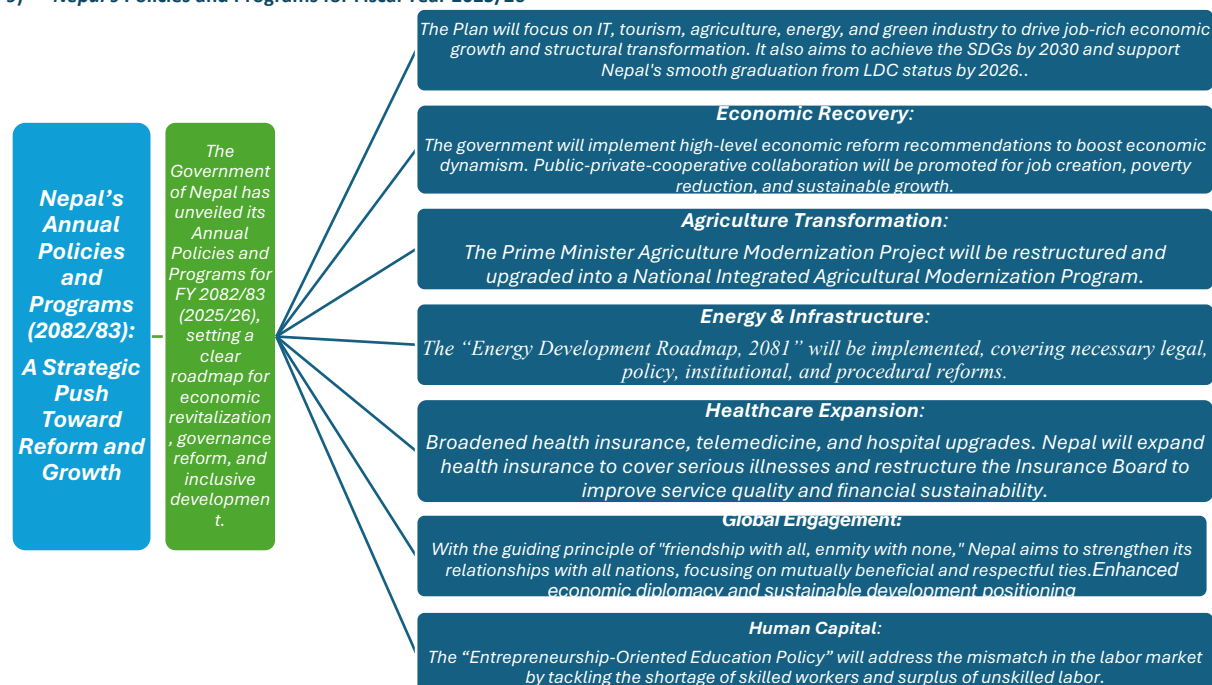 9) Nepal's Policies and Programs for Fiscal Year 2025/26
Nepal's
Annual
Policies
and
Programs
(2082/83):
A Strategic
Push
Toward
Reform and
Growth
The
Government
of Nepal has
unveiled its
Annual
Policies and
Programs for
FY 2082/83
(2025/26),
setting a
clear
roadmap for
economic
revitalization
, governance
reform, and
inclusive
developmen
t.
The Plan will focus on IT, tourism, agriculture, energy, and green industry to drive job-rich economic
growth and structural transformation. It also aims to achieve the SDGs by 2030 and support
Nepal's smooth graduation from LDC status by 2026..
Economic Recovery:
The government will implement high-level economic reform recommendations to boost economic
dynamism. Public-private-cooperative collaboration will be promoted for job creation, poverty
reduction, and sustainable growth.
Agriculture Transformation:
The Prime Minister Agriculture Modernization Project will be restructured and
upgraded into a National Integrated Agricultural Modernization Program.
Energy & Infrastructure:
The “Energy Development Roadmap, 2081” will be implemented, covering necessary legal,
policy, institutional, and procedural reforms.
Healthcare Expansion:
Broadened health insurance, telemedicine, and hospital upgrades. Nepal will expand
health insurance to cover serious illnesses and restructure the Insurance Board to
improve service quality and financial sustainability.
Global Engagement:
With the guiding principle of "friendship with all, enmity with none," Nepal aims to strengthen its
relationships with all nations, focusing on mutually beneficial and respectful ties.Enhanced
economic diplomacy and sustainable development positioning
Human Capital:
The “Entrepreneurship-Oriented Education Policy” will address the mismatch in the labor market
by tackling the shortage of skilled workers and surplus of unskilled labor.